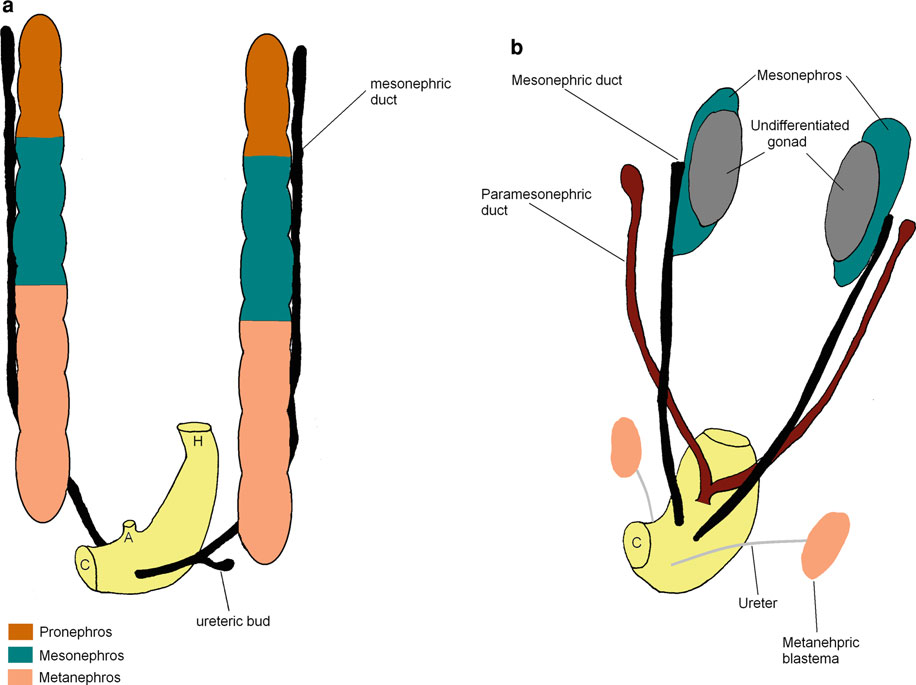 a
mesonephric
duct
H
A
C
ureteric bud
Pronephros
Mesonephros
Metanephros
b
Mesonephric duct
Mesonephros
Undifferentiated
gonad
Paramesonephric
duct
C
Ureter
Metanehpric
blastema